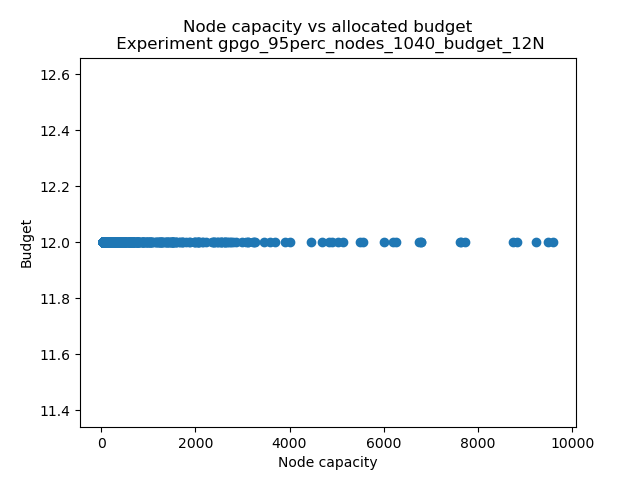 Node capacity vs allocated budget
Experiment gpgo_95perc_nodes_1040_budget_12N
12.6
12.4
12.2
12.0
11.8
11.6
11.4
Budget
0 2000 4000 6000 8000 10000
Node capacity